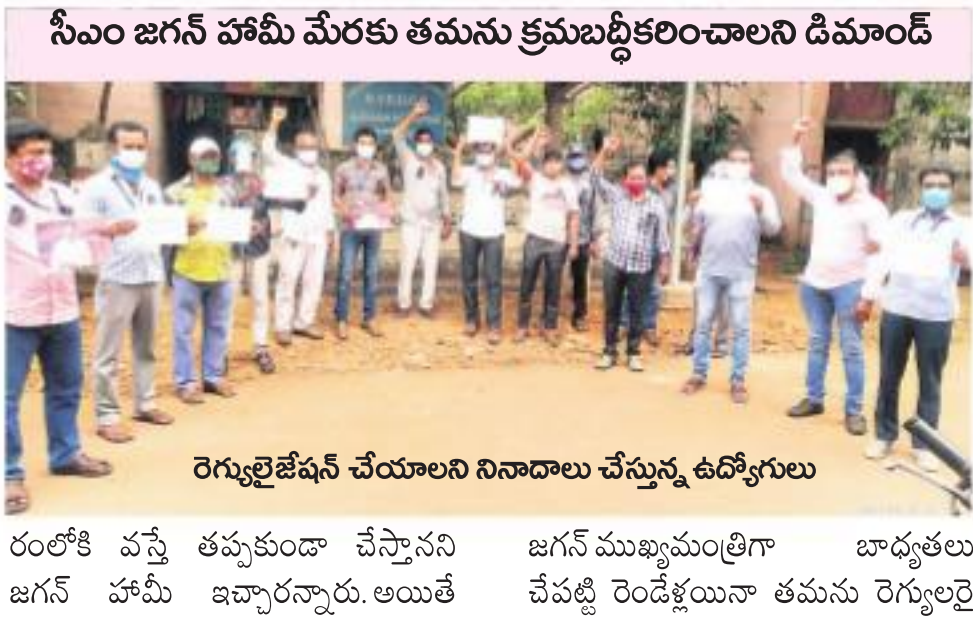 సీఎం జగన్ హామీ మేరకు తమను క్రమబద్ధీకరించాలని డిమాండ్
రెగ్యులైజేషన్ చేయాలని నినాదాలు చేస్తున్న ఉద్యోగులు
రంలోకి వస్తే తప్పకుండా చేస్తానని
జగన్ హామీ ఇచ్చారన్నారు. అయితే
జగన్ ముఖ్యమంత్రిగా బాధ్యతలు
చేపట్టి రెండేళ్లయినా తమను రెగ్యులరై